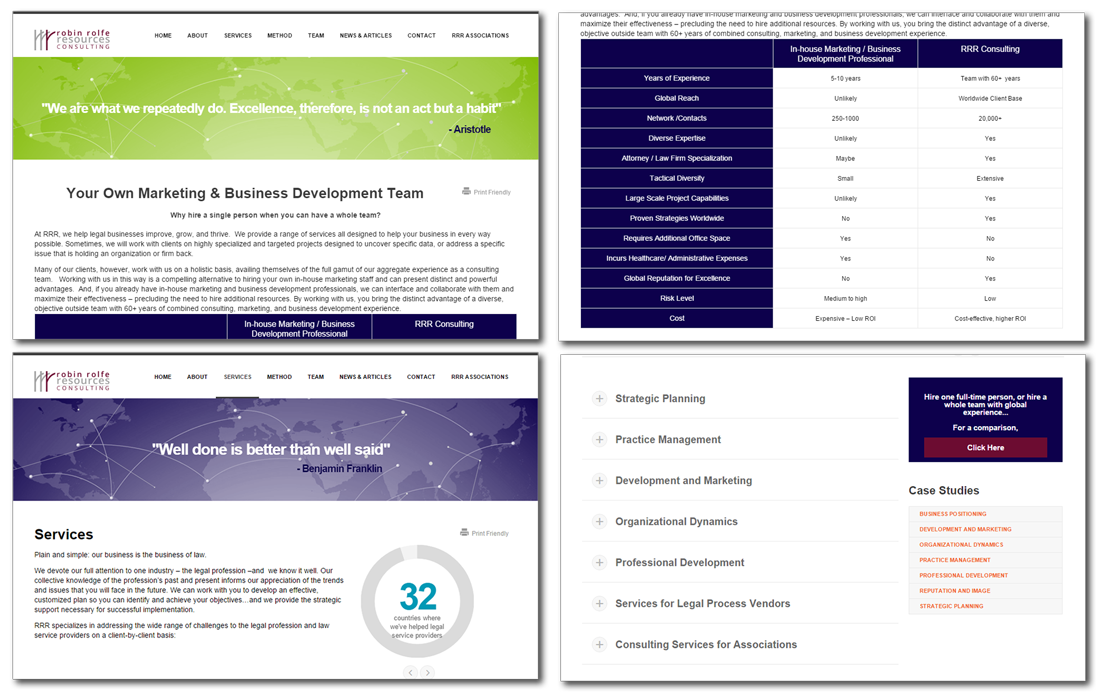 robin rolfe
resources
CONSULTING
HOME ABOUT SERVICES METHOD TEAM NEWS & ARTICLES CONTACT RRR ASSOCIATIONS
"We are what we repeatedly do. Excellence, therefore, is not an act but a habit"
- Aristotle
Your Own Marketing & Business Development Team
Print Friendly
Why hire a single person when you can have a whole team?
At RRR, we help legal businesses improve, grow, and thrive. We provide a range of services all designed to help your business in every way
possible. Sometimes, we will work with clients on highly specialized and targeted projects designed to uncover specific data, or address a specific
issue that is holding an organization or firm back.
Many of our clients, however, work with us on a holistic basis, availing themselves of the full gamut of our aggregate experience as a consulting
team. Working with us in this way is a compelling alternative to hiring your own in-house marketing staff and can present distinct and powerful
advantages. And, if you already have in-house marketing and business development professionals, we can interface and collaborate with them and
maximize their effectiveness – precluding the need to hire additional resources. By working with us, you bring the distinct advantage of a diverse,
objective outside team with 60+ years of combined consulting, marketing, and business development experience.
In-house Marketing / Business
Development Professional
RRR Consulting
advantages. And, if you already have in-house marketing and business development professionals, we can interface and collaborate with them and
maximize their effectiveness – precluding the need to hire additional resources. By working with us, you bring the distinct advantage of a diverse,
objective outside team with 60+ years of combined consulting, marketing, and business development experience.
In-house Marketing / Business
Development Professional
RRR Consulting
Years of Experience 5-10 years Team with 60+ years
Global Reach Unlikely Worldwide Client Base
Network /Contacts 250-1000 20,000+
Diverse Expertise Unlikely Yes
Attorney / Law Firm Specialization Maybe Yes
Tactical Diversity Small Extensive
Large Scale Project Capabilities Unlikely Yes
Proven Strategies Worldwide No Yes
Requires Additional Office Space Yes No
Incurs Healthcare/ Administrative Expenses Yes No
Global Reputation for Excellence No Yes
Risk Level Medium to high Low
Cost Expensive – Low ROI Cost-effective, higher ROI
robin rolfe
resources
CONSULTING
HOME ABOUT SERVICES METHOD TEAM NEWS & ARTICLES CONTACT RRR ASSOCIATIONS
"Well done is better than well said"
- Benjamin Franklin
Services
Print Friendly
Plain and simple: our business is the business of law.
We devote our full attention to one industry – the legal profession –and we know it well. Our
collective knowledge of the profession's past and present informs our appreciation of the trends
and issues that you will face in the future. We can work with you to develop an effective,
customized plan so you can identify and achieve your objectives...and we provide the strategic
support necessary for successful implementation.
RRR specializes in addressing the wide range of challenges to the legal profession and law
service providers on a client-by-client basis:
32
countries where
we've helped legal
service providers
Strategic Planning
Practice Management
Development and Marketing
Organizational Dynamics
Professional Development
Services for Legal Process Vendors
Consulting Services for Associations
Hire one full-time person, or hire a
whole team with global
experience...
For a comparison,
Click Here
Case Studies
BUSINESS POSITIONING
DEVELOPMENT AND MARKETING
ORGANIZATIONAL DYNAMICS
PRACTICE MANAGEMENT
PROFESSIONAL DEVELOPMENT
REPUTATION AND IMAGE
STRATEGIC PLANNING